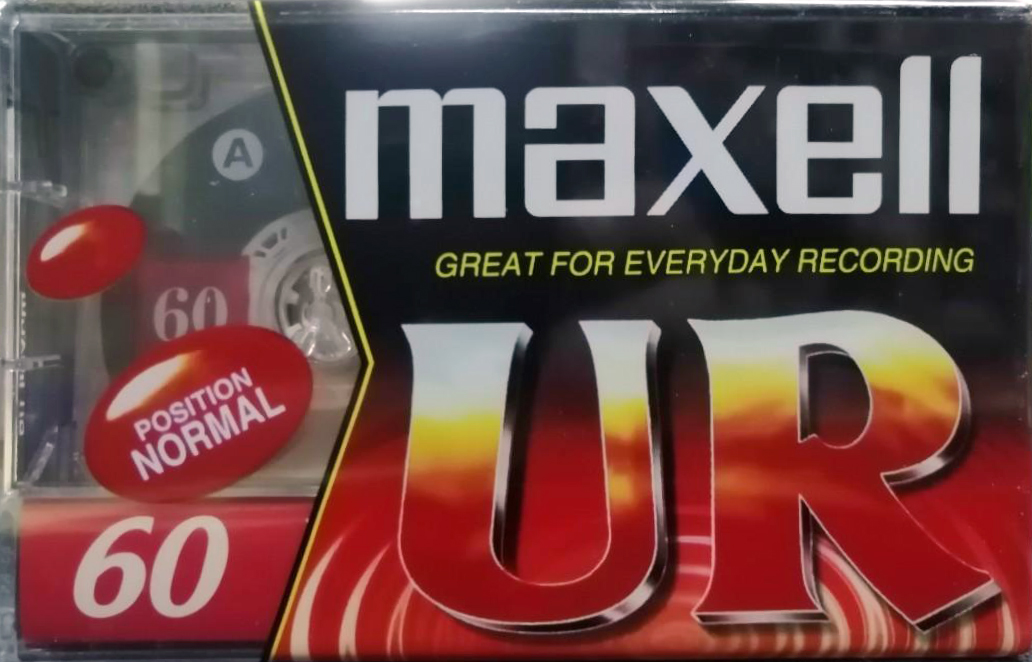 maxell
GREAT FOR EVERYDAY RECORDING
UR
A
60
POSITION
NORMAL
60